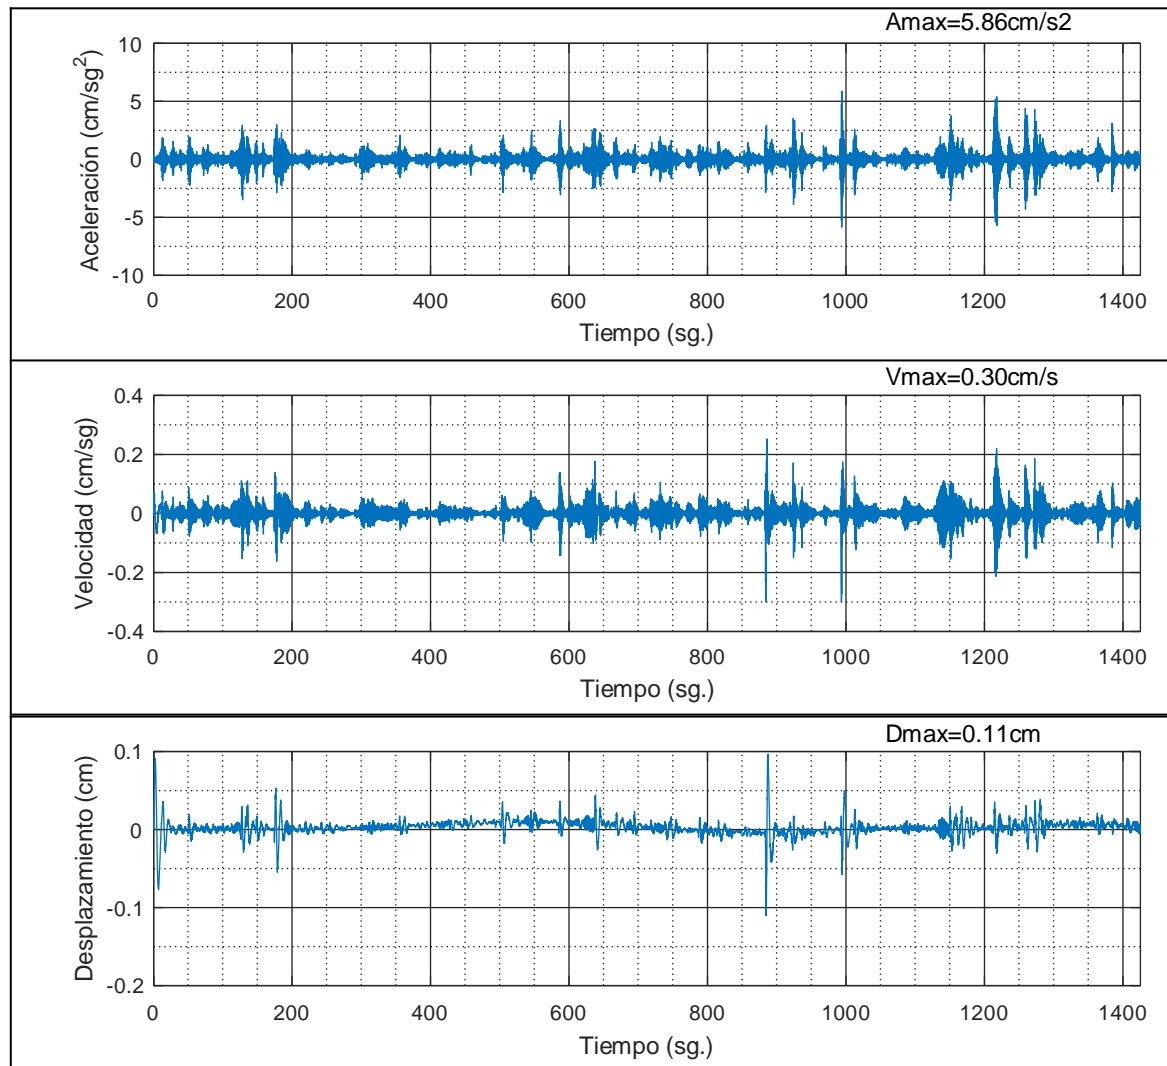 Amax=5.86cm/s2
10
5
0
-5
-10
Aceleración (cm/sg²)
0 200 400 600 800 1000 1200 1400
Tiempo (sg.)
Vmax=0.30cm/s
0.4
0.2
0
-0.2
-0.4
Velocidad (cm/sg)
0 200 400 600 800 1000 1200 1400
Tiempo (sg.)
Dmax=0.11cm
0.1
0
-0.1
-0.2
Desplazamiento (cm)
0 200 400 600 800 1000 1200 1400
Tiempo (sg.)